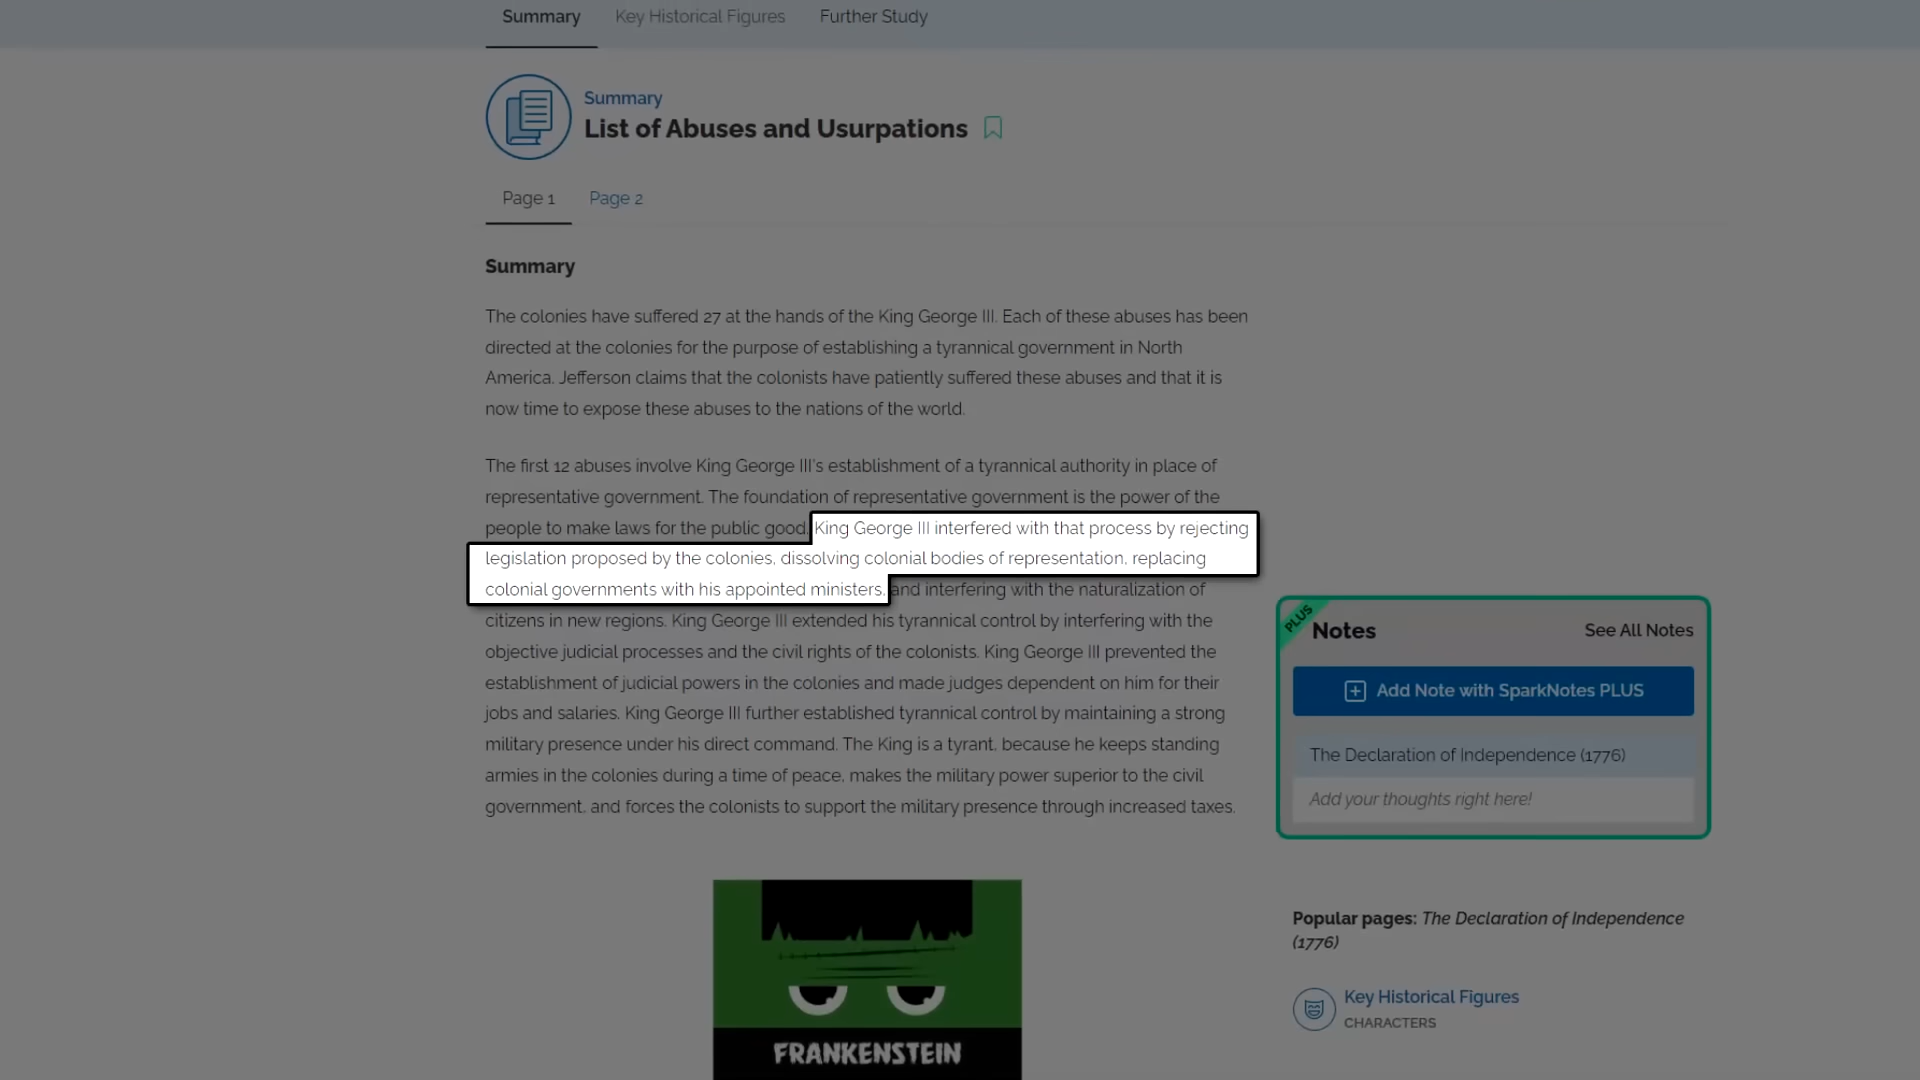 Summary
Key Historical Figures
Further Study
Summary
List of Abuses and Usurpations
Page 1
Page 2
Summary
The colonies have suffered 27 at the hands of the King George III. Each of these abuses has been
directed at the colonies for the purpose of establishing a tyrannical government in North
America. Jefferson claims that the colonists have patiently suffered these abuses and that it is
now time to expose these abuses to the nations of the world.
The first 12 abuses involve King George III's establishment of a tyrannical authority in place of
representative government. The foundation of representative government is the power of the
people to make laws for the public good. King George III interfered with that process by rejecting
legislation proposed by the colonies, dissolving colonial bodies of representation, replacing
colonial governments with his appointed ministers, and interfering with the naturalization of
citizens in new regions. King George III extended his tyrannical control by interfering with the
objective judicial processes and the civil rights of the colonists. King George III prevented the
establishment of judicial powers in the colonies and made judges dependent on him for their
jobs and salaries. King George III further established tyrannical control by maintaining a strong
military presence under his direct command. The King is a tyrant, because he keeps standing
armies in the colonies during a time of peace, makes the military power superior to the civil
government, and forces the colonists to support the military presence through increased taxes.
FRANKENSTEIN
PLUS
Notes
See All Notes
Add Note with SparkNotes PLUS
The Declaration of Independence (1776)
Add your thoughts right here!
Popular pages: The Declaration of Independence
(1776)
Key Historical Figures
CHARACTERS